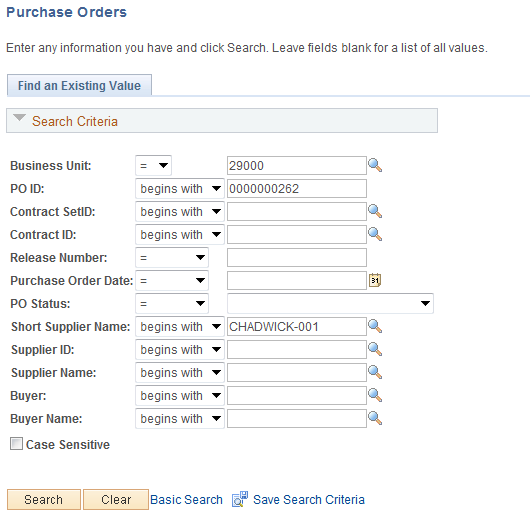 Purchase Orders
Enter any information you have and click Search. Leave fields blank for a list of all values.
Find an Existing Value
Search Criteria
Business Unit: = 29000
PO ID: begins with 0000000262
Contract SetID: begins with
Contract ID: begins with
Release Number: =
Purchase Order Date: = 31
PO Status: =
Short Supplier Name: begins with CHADWICK-001
Supplier ID: begins with
Supplier Name: begins with
Buyer: begins with
Buyer Name: begins with
Case Sensitive
Search Clear Basic Search Save Search Criteria